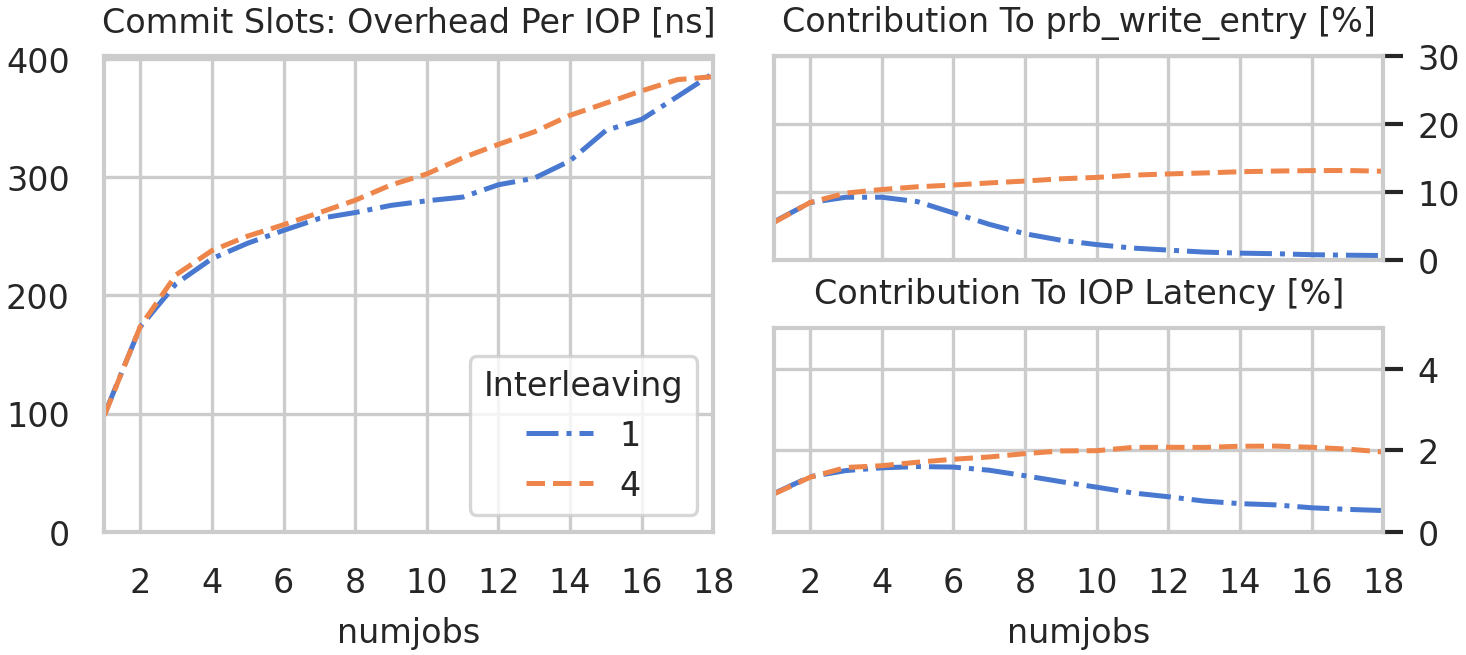 Commit Slots: Overhead Per IOP [ns]
400
300
200
100
0
Interleaving
1
4
2 4 6 8 10 12 14 16 18
numjobs
Contribution To prb_write_entry [%]
30
20
10
0
Contribution To IOP Latency [%]
4
2
0
2 4 6 8 10 12 14 16 18
numjobs